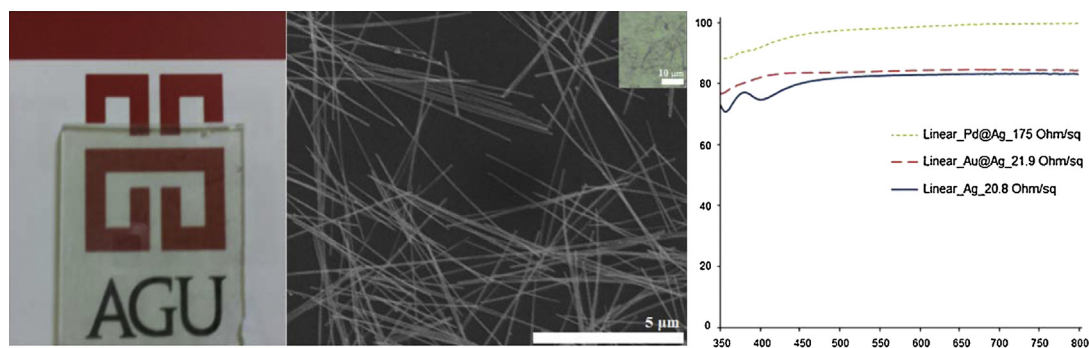 AGU
10 µm
5 µm
100
80
60
40
20
0
350 400 450 500 550 600 650 700 750 800
Linear_Pd@Ag_175 Ohm/sq
Linear_Au@Ag_21.9 Ohm/sq
Linear_Ag_20.8 Ohm/sq